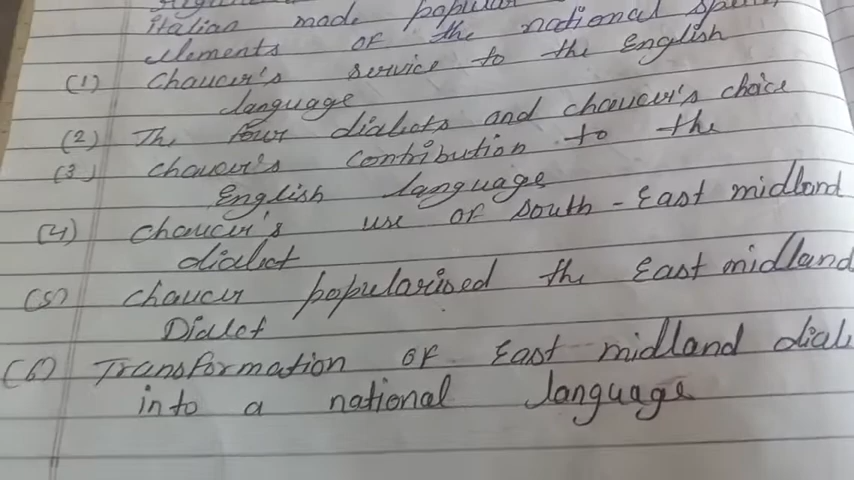 italian made popular
elements of the national
(1) chaucer's service to the English
language
(2) The four dialects and chaucer's choice
(3) chaucer's contribution to the
English language
(4) chaucer's use of south - East midland
dialect
(5) chaucer popularised the East midland
Dialct
(6) Transformation of East midland dial
into a national language